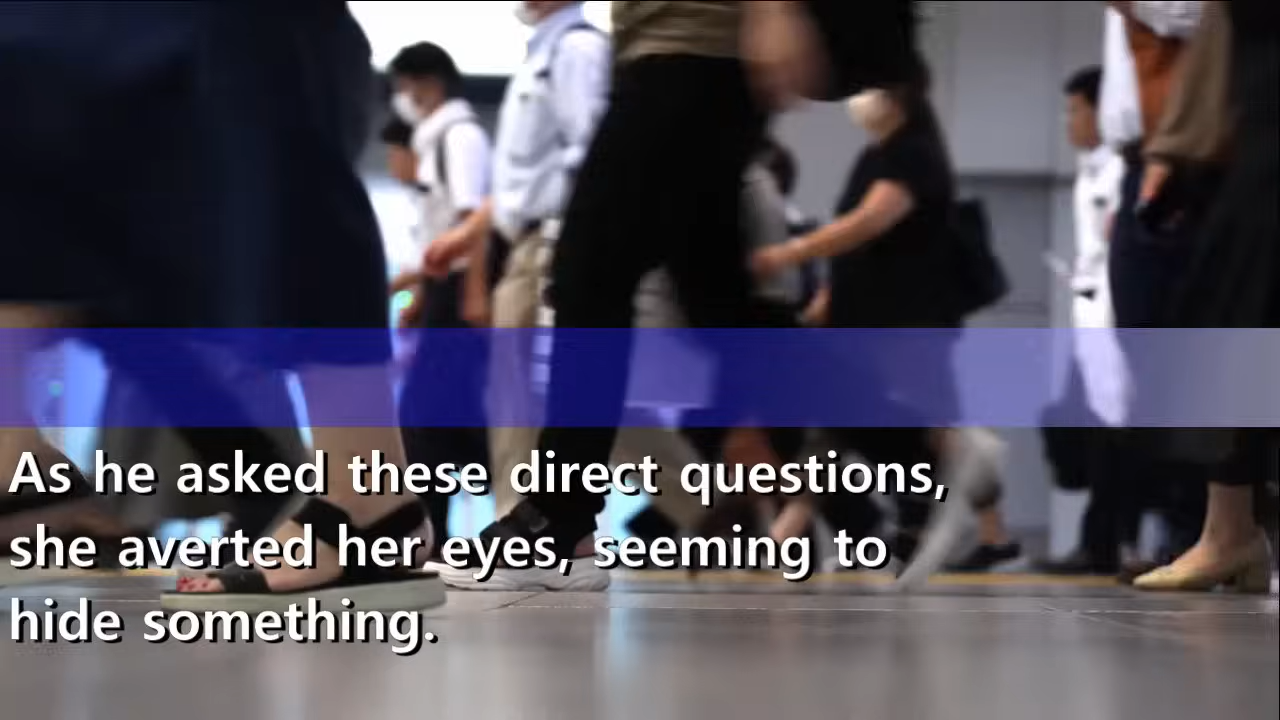 As he asked these direct questions,
she averted her eyes, seeming to
hide something.